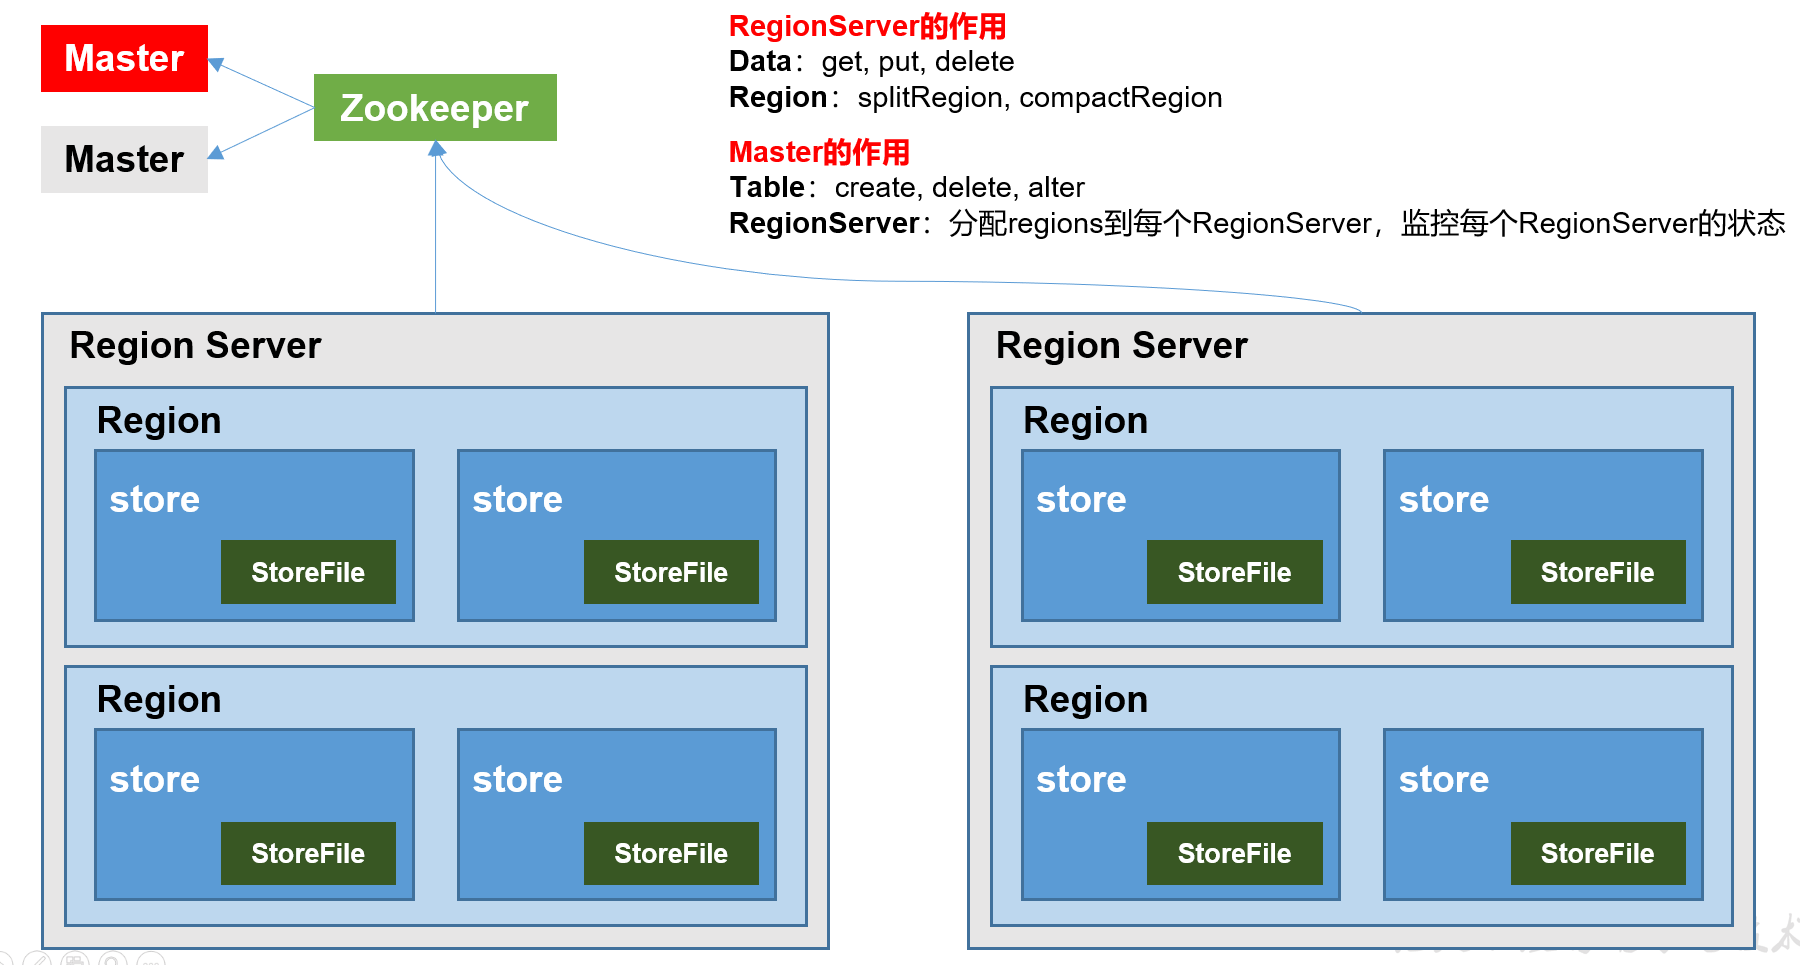 Master
Master
Zookeeper
RegionServer的作用
Data：get, put, delete
Region：splitRegion, compactRegion
Master的作用
Table：create, delete, alter
RegionServer：分配regions到每个RegionServer，监控每个RegionServer的状态
Region Server
Region
store
StoreFile
store
StoreFile
Region
store
StoreFile
store
StoreFile
Region Server
Region
store
StoreFile
store
StoreFile
Region
store
StoreFile
store
StoreFile